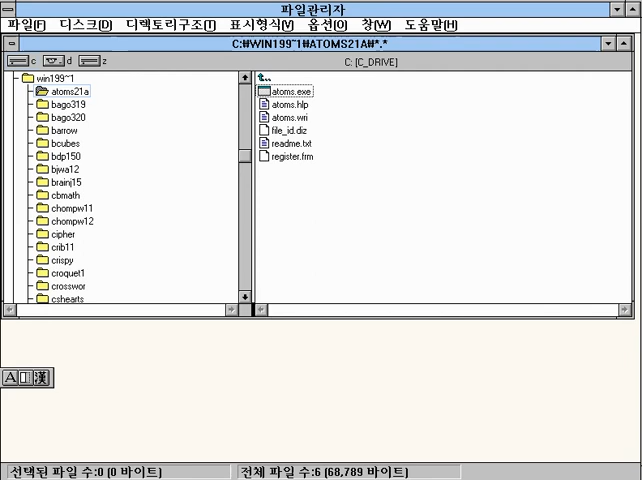 파일관리자
파일(F) 디스크(D) 디렉토리구조(T) 표시형식(V) 옵션(O) 창(W) 도움말(H)
C:₩WIN199~1₩ATOMS21A₩*.*
c d z C: [C_DRIVE]
win199~1
atoms21a
bago319
bago320
barrow
bcubes
bdp150
bjwa12
brainj15
cbmath
chompw11
chompw12
cipher
crib11
crispy
croquet1
crosswor
cshearts
..
atoms.exe
atoms.hlp
atoms.wri
file_id.diz
readme.txt
register.frm
A 漢
선택된 파일 수:0 (0 바이트) 전체 파일 수:6 (68,789 바이트)